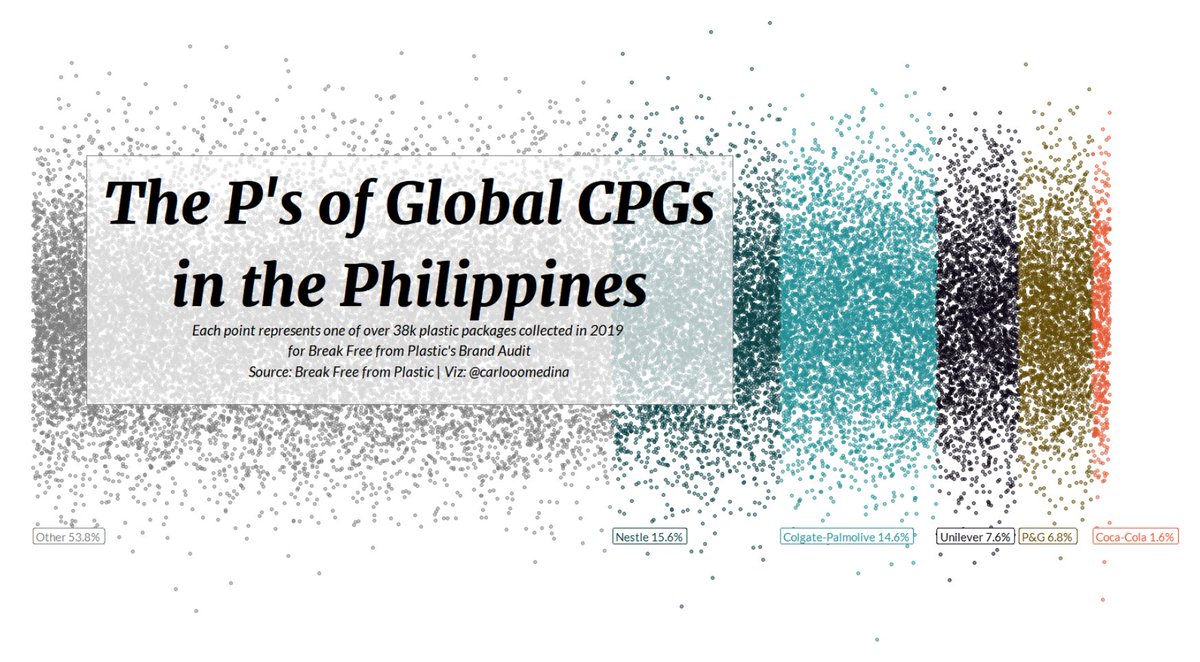 The P's of Global CPGs
in the Philippines
Each point represents one of over 38k plastic packages collected in 2019
for Break Free from Plastic's Brand Audit
Source: Break Free from Plastic | Viz: @carlooomedina
Other 53.8%
Nestle 15.6%
Colgate-Palmolive 14.6%
Unilever 7.6%
P&G 6.8%
Coca-Cola 1.6%